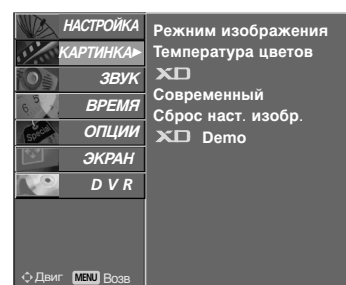 НАСТРОЙКА
КАРТИНКА►
ЗВУК
ВРЕМЯ
ОПЦИИ
ЭКРАН
D V R
Режним изображения
Температура цветов
XD
Современный
Сброс наст. изобр.
XD Demo
Двиг MENU Возв